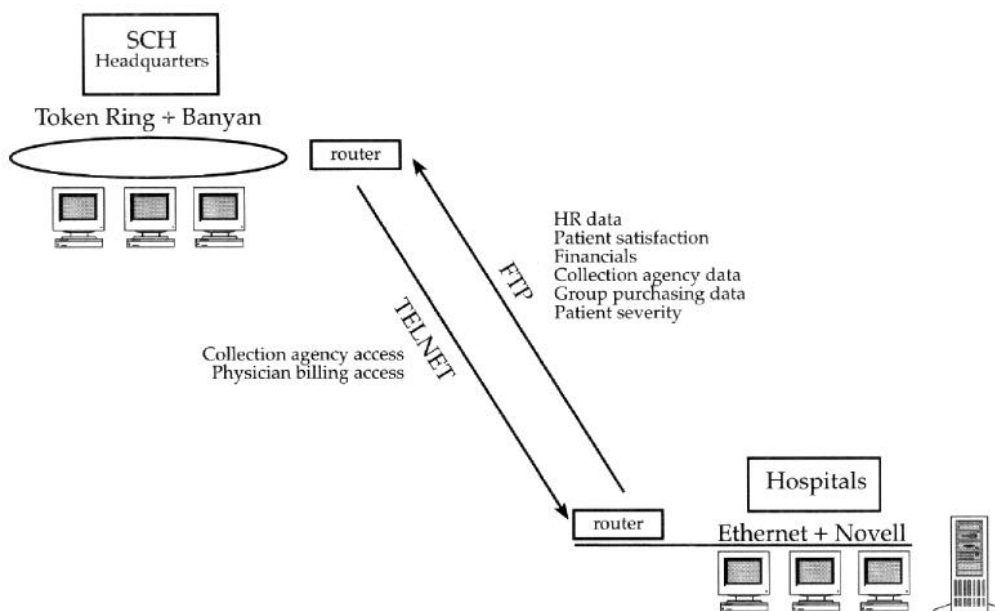 SCH
Headquarters
Token Ring + Banyan
router
HR data
Patient satisfaction
Financials
Collection agency data
Group purchasing data
Patient severity
FTP
TELNET
Collection agency access
Physician billing access
Hospitals
router
Ethernet + Novell